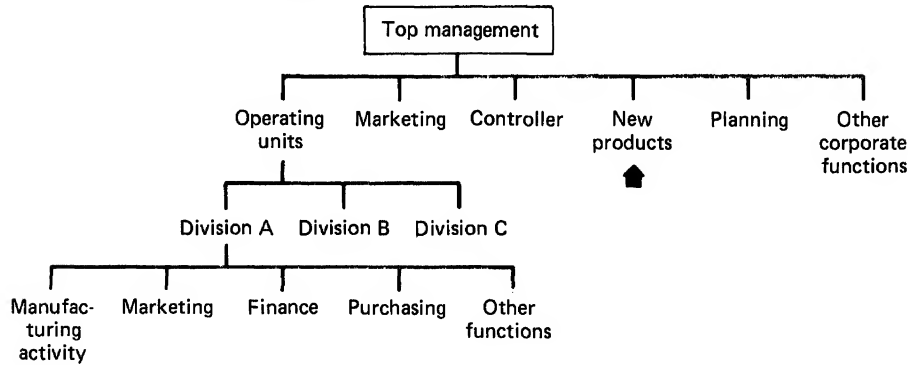 Top management
Operating units
Marketing
Controller
New products
Planning
Other corporate functions
Division A
Division B
Division C
Manufac-
turing
activity
Marketing
Finance
Purchasing
Other
functions